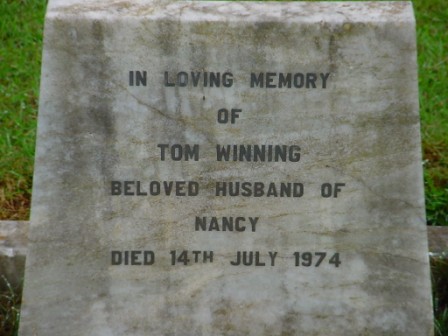 IN LOVING MEMORY
OF
TOM WINNING
BELOVED HUSBAND OF
NANCY
DIED 14TH JULY 1974